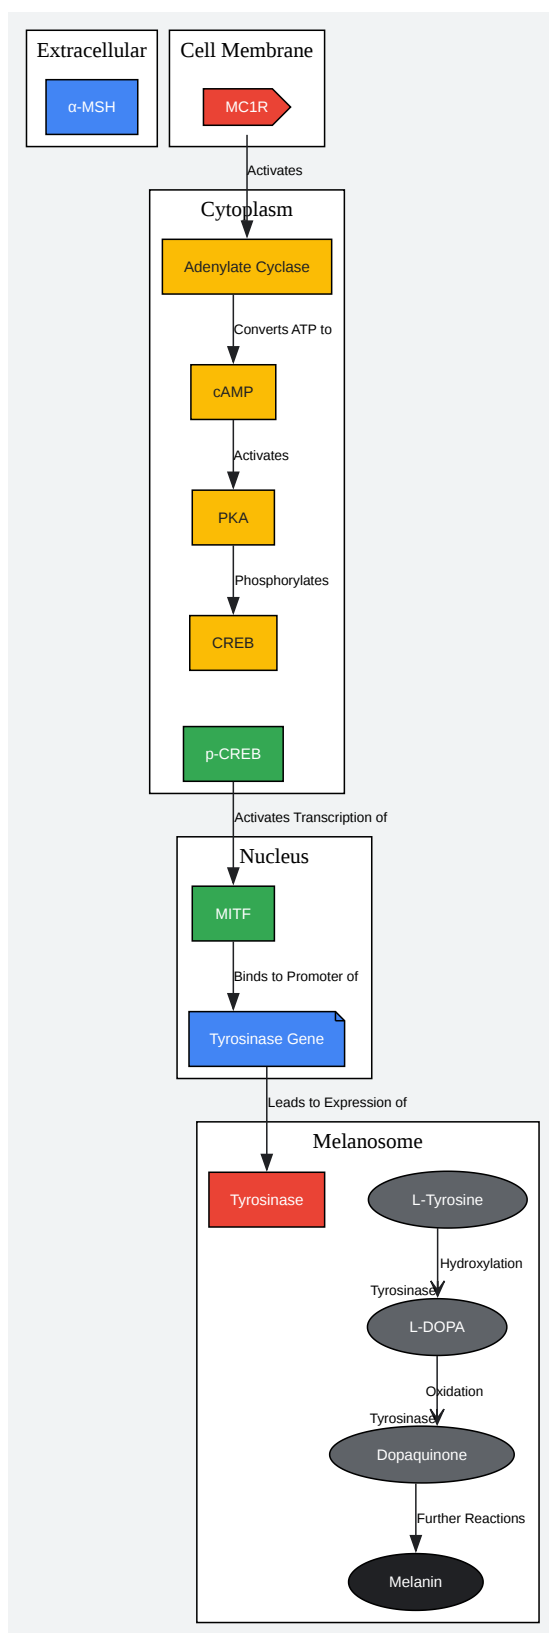 Extracellular
Cell Membrane
α-MSH
MC1R
Activates
Cytoplasm
Adenylate Cyclase
Converts ATP to
cAMP
Activates
PKA
Phosphorylates
CREB
p-CREB
Activates Transcription of
Nucleus
MITF
Binds to Promoter of
Tyrosinase Gene
Leads to Expression of
Melanosome
Tyrosinase
L-Tyrosine
Hydroxylation
Tyrosinase
L-DOPA
Oxidation
Tyrosinase
Dopaquinone
Further Reactions
Melanin